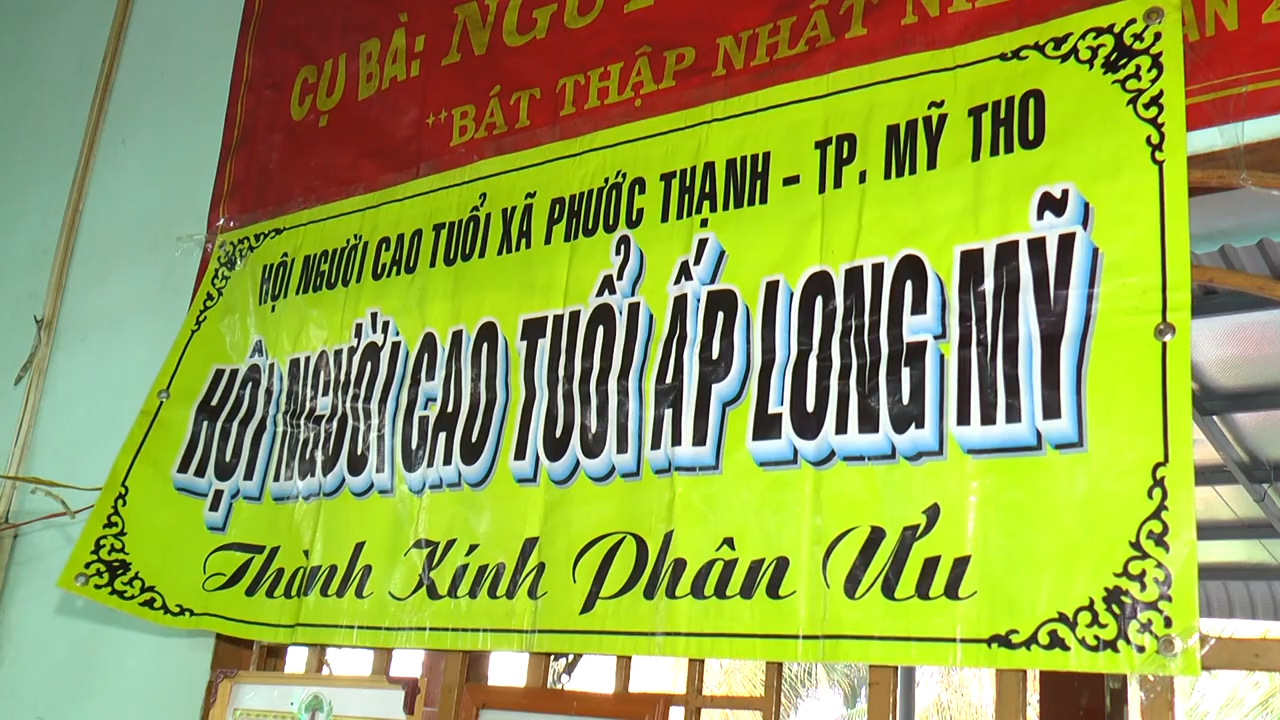 CỤ BÀ:
BÁT THẬP NHẤT
HỘI NGƯỜI CAO TUỔI XÃ PHƯỚC THẠNH - TP. MỸ THO
HỘI NGƯỜI CAO TUỔI ẤP LONG MỸ
Thành Kính Phân Ưu